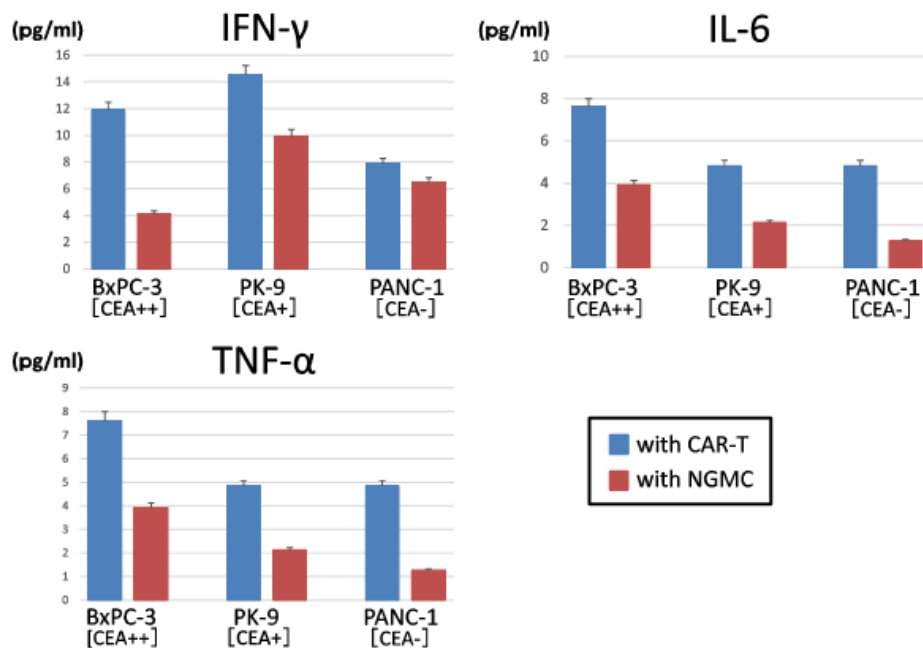 (pg/ml)
IFN-γ
16
14
12
10
8
6
4
2
0
BxPC-3
[CEA++]
PK-9
[CEA+]
PANC-1
[CEA-]
(pg/ml)
IL-6
10
8
6
4
2
0
BxPC-3
[CEA++]
PK-9
[CEA+]
PANC-1
[CEA-]
(pg/ml)
TNF-α
9
8
7
6
5
4
3
2
1
0
BxPC-3
[CEA++]
PK-9
[CEA+]
PANC-1
[CEA-]
with CAR-T
with NGMC